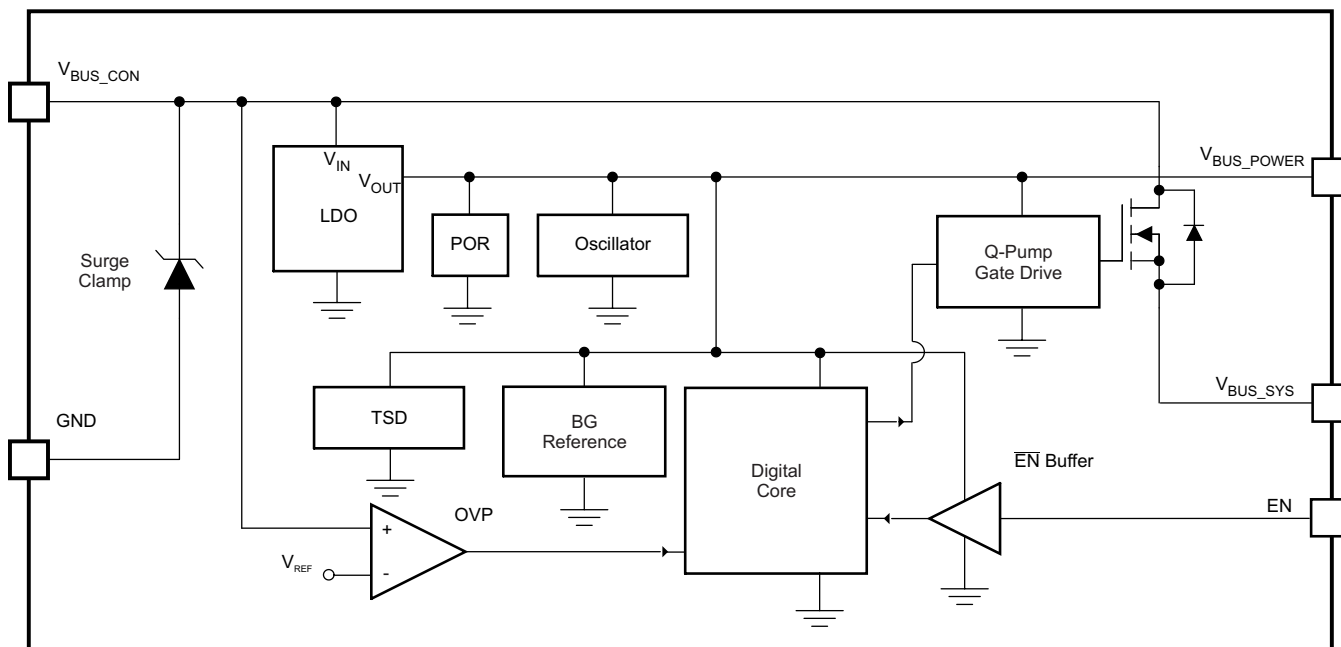 V_BUS_CON
V_IN
V_OUT
LDO
POR
Oscillator
V_BUS_POWER
Q-Pump
Gate Drive
Surge
Clamp
GND
TSD
BG
Reference
Digital
Core
V_BUS_SYS
E̅N̅ Buffer
EN
OVP
+
-
V_REF